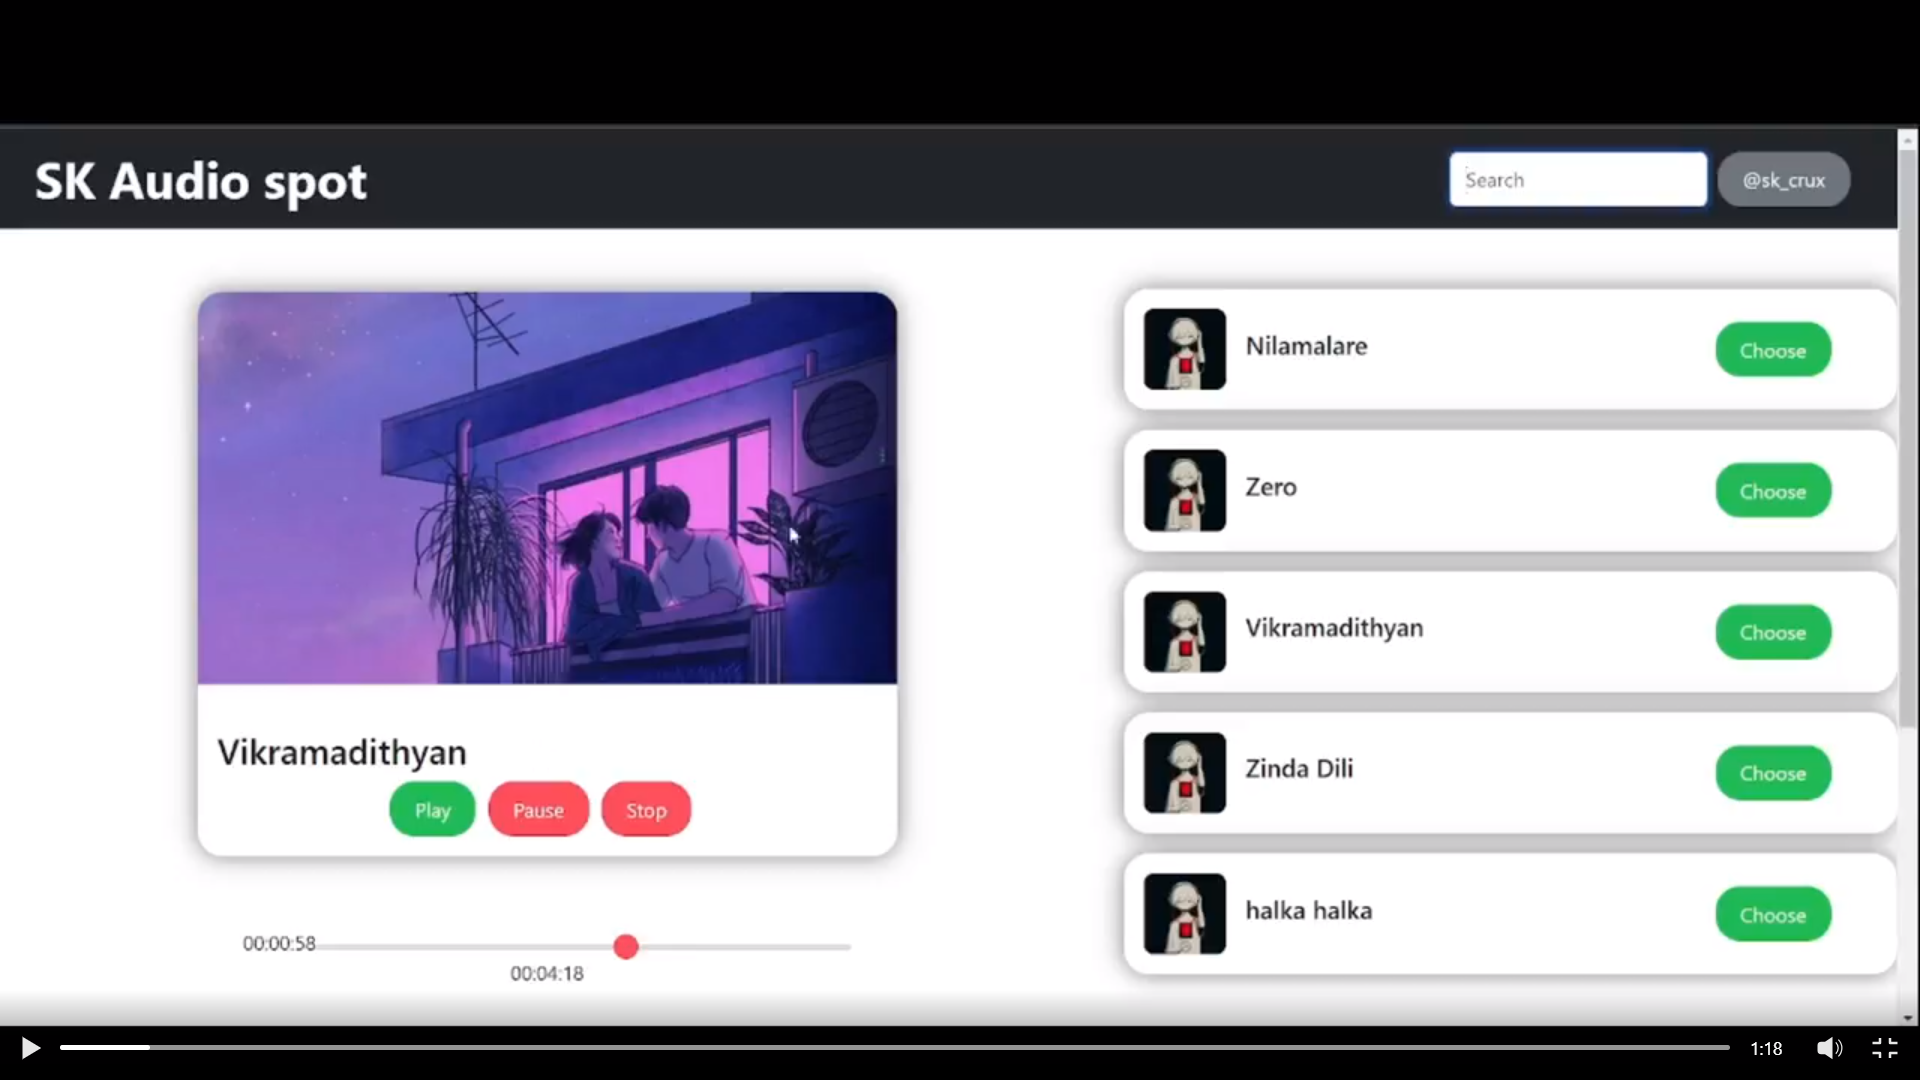 SK Audio spot
Search
@sk_crux
Vikramadithyan
Play
Pause
Stop
00:00:58
00:04:18
Nilamalare
Choose
Zero
Choose
Vikramadithyan
Choose
Zinda Dili
Choose
halka halka
Choose
1:18